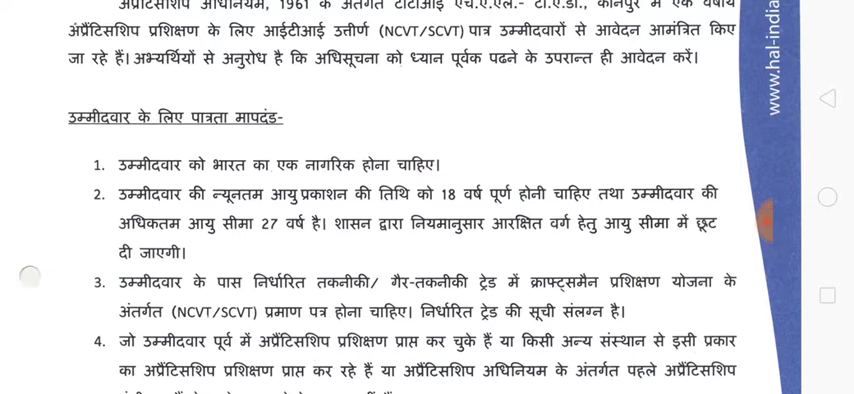 अप्रैंटिसशिप अधिनियम, 1961 के अंतर्गत टीटीआई एच.ए.एल.- टी.ए.डी., कानपुर में एक वर्षीय
अप्रैंटिसशिप प्रशिक्षण के लिए आईटीआई उत्तीर्ण (NCVT/SCVT) पात्र उम्मीदवारों से आवेदन आमंत्रित किए
जा रहे हैं। अभ्यर्थियों से अनुरोध है कि अधिसूचना को ध्यान पूर्वक पढने के उपरान्त ही आवेदन करें।
www.hal-india
उम्मीदवार के लिए पात्रता मापदंड-
1. उम्मीदवार को भारत का एक नागरिक होना चाहिए।
2. उम्मीदवार की न्यूनतम आयु प्रकाशन की तिथि को 18 वर्ष पूर्ण होनी चाहिए तथा उम्मीदवार की
अधिकतम आयु सीमा 27 वर्ष है। शासन द्वारा नियमानुसार आरक्षित वर्ग हेतु आयु सीमा में छूट
दी जाएगी।
3. उम्मीदवार के पास निर्धारित तकनीकी/ गैर-तकनीकी ट्रेड में क्राफ्ट्समैन प्रशिक्षण योजना के
अंतर्गत (NCVT/SCVT) प्रमाण पत्र होना चाहिए। निर्धारित ट्रेड की सूची संलग्न है।
4. जो उम्मीदवार पूर्व में अप्रैंटिसशिप प्रशिक्षण प्राप्त कर चुके हैं या किसी अन्य संस्थान से इसी प्रकार
का अप्रैंटिसशिप प्रशिक्षण प्राप्त कर रहे हैं या अप्रैंटिसशिप अधिनियम के अंतर्गत पहले अप्रैंटिसशिप